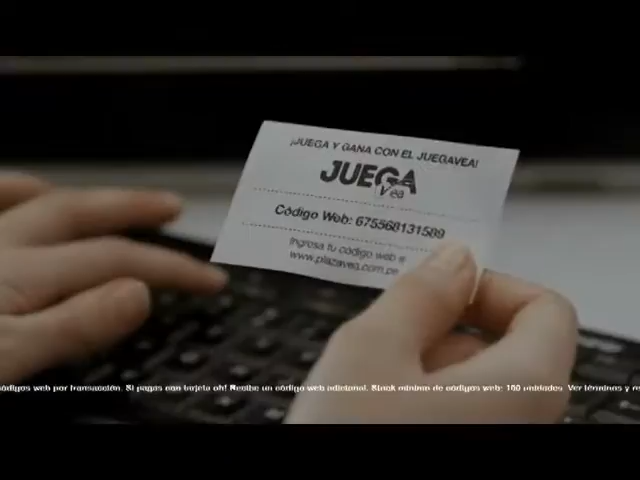 ¡JUEGA Y GANA CON EL JUEGAVEA!
JUEGA
Vea
Código Web: 675568131589
Ingresa tu código web e
www.plazavea.com.pe
códigos web por transacción. Si pagas con tarjeta oh! Recibe un código web adicional. Stock mínimo de códigos web: 100 unidades. Ver términos y